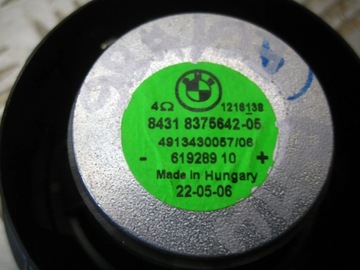 4Ω 1216138
8431 8375642-05
4913430057/06
- 619289 10 +
Made in Hungary
22-05-06